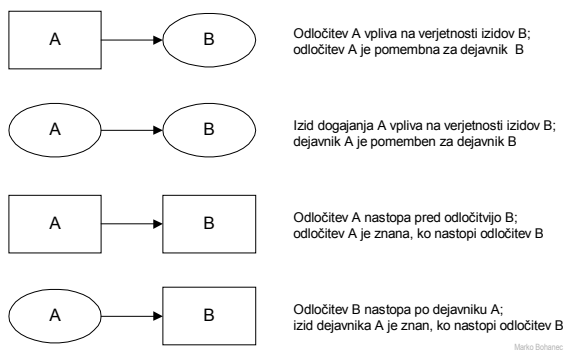 A
B
Odločitev A vpliva na verjetnosti izidov B;
odločitev A je pomembna za dejavnik B
A
B
Izid dogajanja A vpliva na verjetnosti izidov B;
dejavnik A je pomemben za dejavnik B
A
B
Odločitev A nastopa pred odločitvijo B;
odločitev A je znana, ko nastopi odločitev B
A
B
Odločitev B nastopa po dejavniku A;
izid dejavnika A je znan, ko nastopi odločitev B
Marko Bohanec